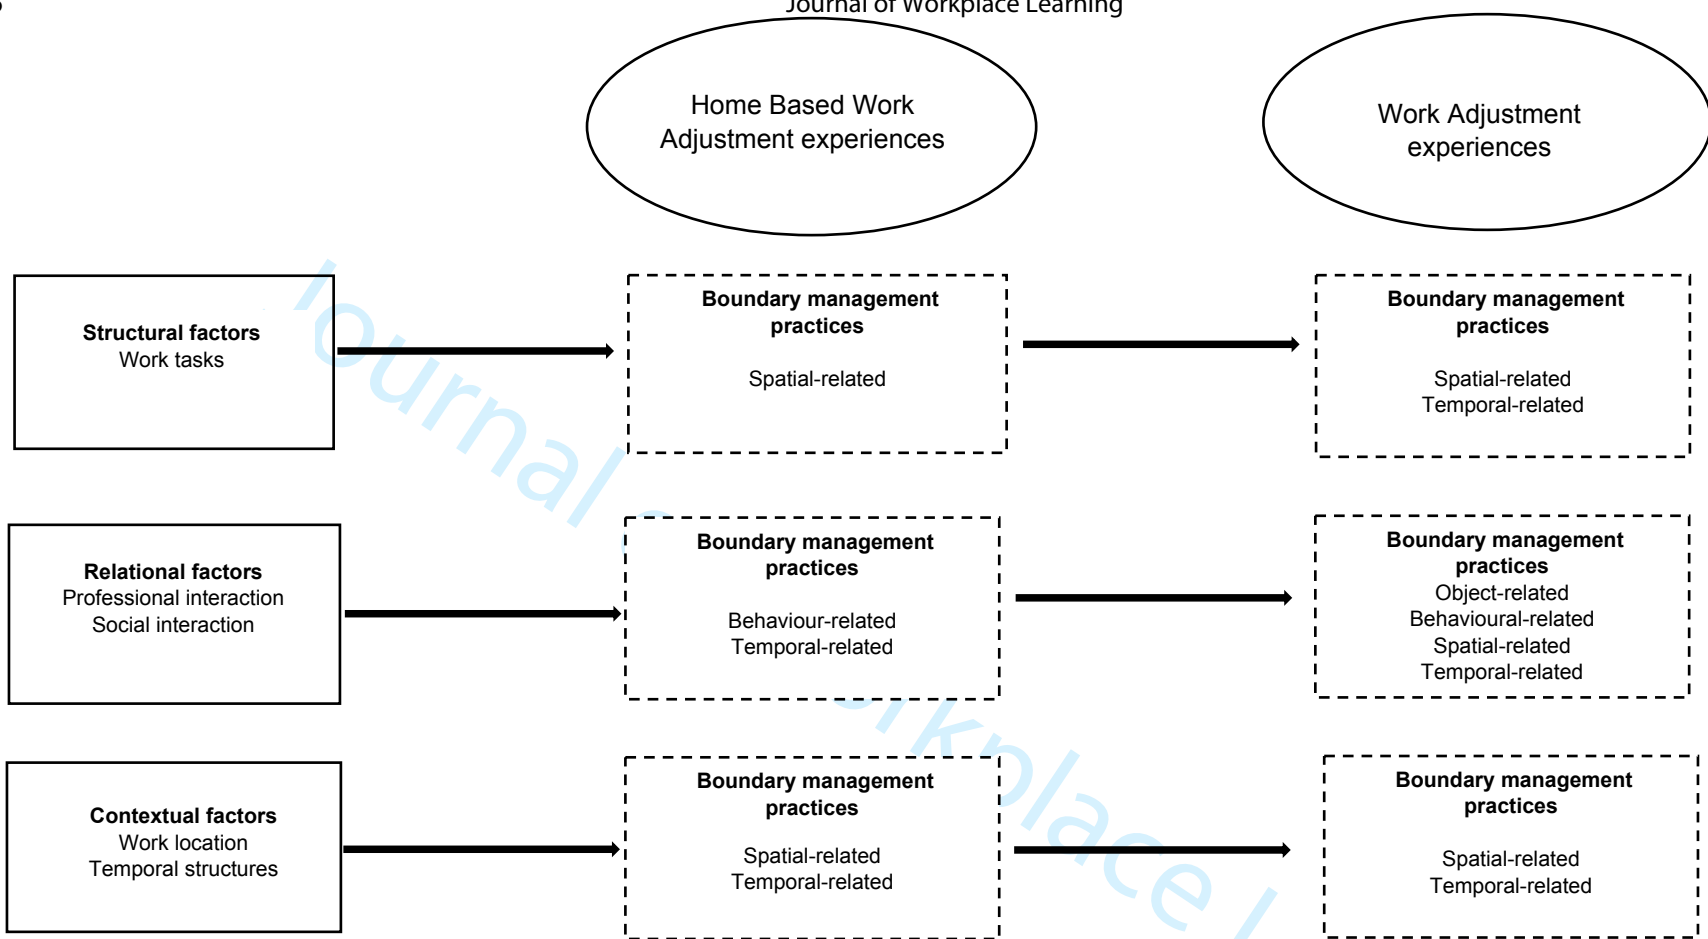 Journal of Workplace Learning
Home Based Work
Adjustment experiences
Work Adjustment
experiences
Structural factors
Work tasks
Boundary management
practices
Spatial-related
Boundary management
practices
Spatial-related
Temporal-related
Relational factors
Professional interaction
Social interaction
Boundary management
practices
Behaviour-related
Temporal-related
Boundary management
practices
Object-related
Behavioural-related
Spatial-related
Temporal-related
Contextual factors
Work location
Temporal structures
Boundary management
practices
Spatial-related
Temporal-related
Boundary management
practices
Spatial-related
Temporal-related
Journal